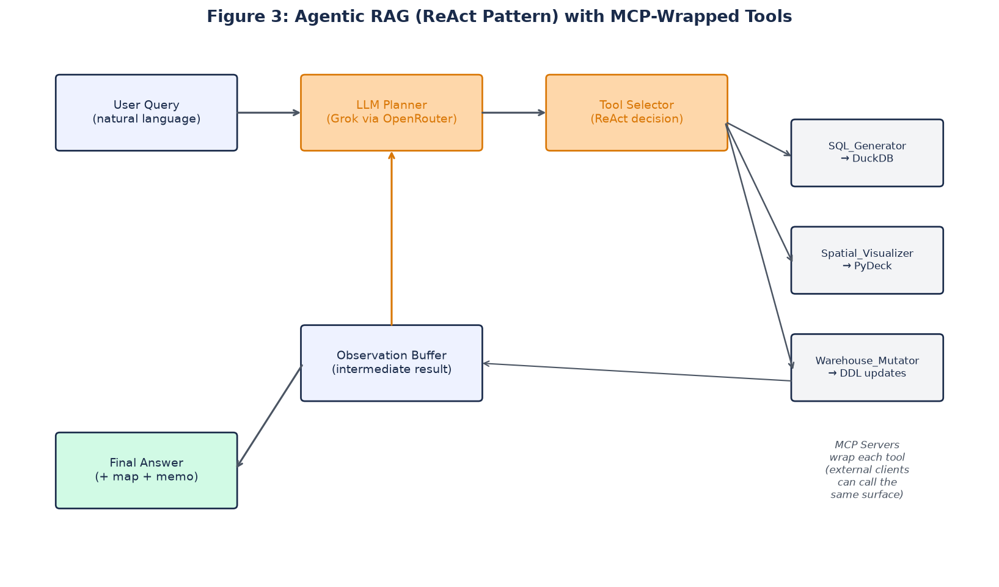 Figure 3: Agentic RAG (ReAct Pattern) with MCP-Wrapped Tools
User Query
(natural language)
LLM Planner
(Grok via OpenRouter)
Tool Selector
(ReAct decision)
SQL_Generator
→ DuckDB
Spatial_Visualizer
→ PyDeck
Observation Buffer
(intermediate result)
Warehouse_Mutator
→ DDL updates
Final Answer
(+ map + memo)
MCP Servers
wrap each tool
(external clients
can call the
same surface)